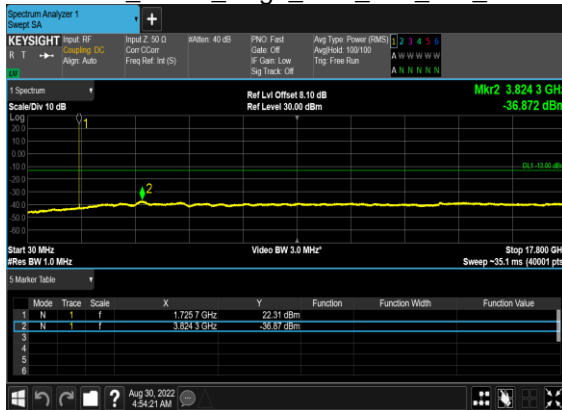 Spectrum Analyzer 1
Swept SA
+
KEYSIGHT Input: RF Input Z: 50 Ω #Atten: 40 dB PNO: Fast Avg Type: Power (RMS) 1 2 3 4 5 6
R T Coupling: DC Corr CCorr Gate: Off Avg|Hold: 100/100 A W W W W W
Align: Auto Freq Ref: Int (S) IF Gain: Low Trig: Free Run
Sig Track: Off A N N N N N
1 Spectrum Ref Lvl Offset 8.10 dB Mkr2 3.824 3 GHz
Scale/Div 10 dB Ref Level 30.00 dBm -36.872 dBm
Log
20.0
10.0
0.00
-10.0
-20.0
-30.0
-40.0
-50.0
-60.0
1
2
DL1 -13.00 dBm
Start 30 MHz Video BW 3.0 MHz* Stop 17.800 GHz
#Res BW 1.0 MHz Sweep ~35.1 ms (40001 pts)
5 Marker Table
Mode Trace Scale X Y Function Function Width Function Value
1 N 1 f 1.725 7 GHz 22.31 dBm
2 N 1 f 3.824 3 GHz -36.87 dBm
3
4
5
6
? Aug 30, 2022
4:54:21 AM